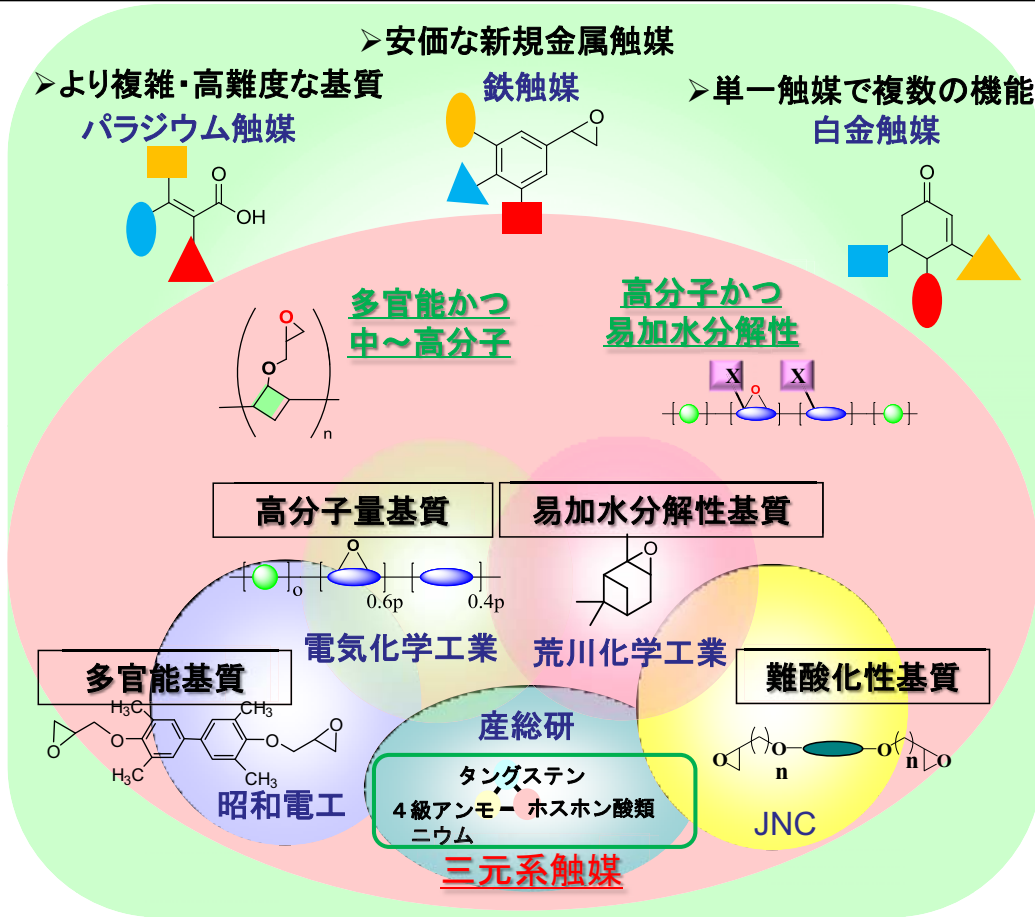 ➢安価な新規金属触媒
鉄触媒
➢より複雑・高難度な基質
パラジウム触媒
➢単一触媒で複数の機能
白金触媒
O
O
OH
O
多官能かつ
中～高分子
高分子かつ
易加水分解性
O
O
n
X
X
O
高分子量基質
易加水分解性基質
O
o
0.6p
0.4p
O
電気化学工業
荒川化学工業
多官能基質
難酸化性基質
H₃C
CH₃
O
O
O
O
H₃C
CH₃
昭和電工
O
( )
O
n
O
( )
n
O
JNC
産総研
タングステン
４級アンモ
ニウム
ホスホン酸類
三元系触媒